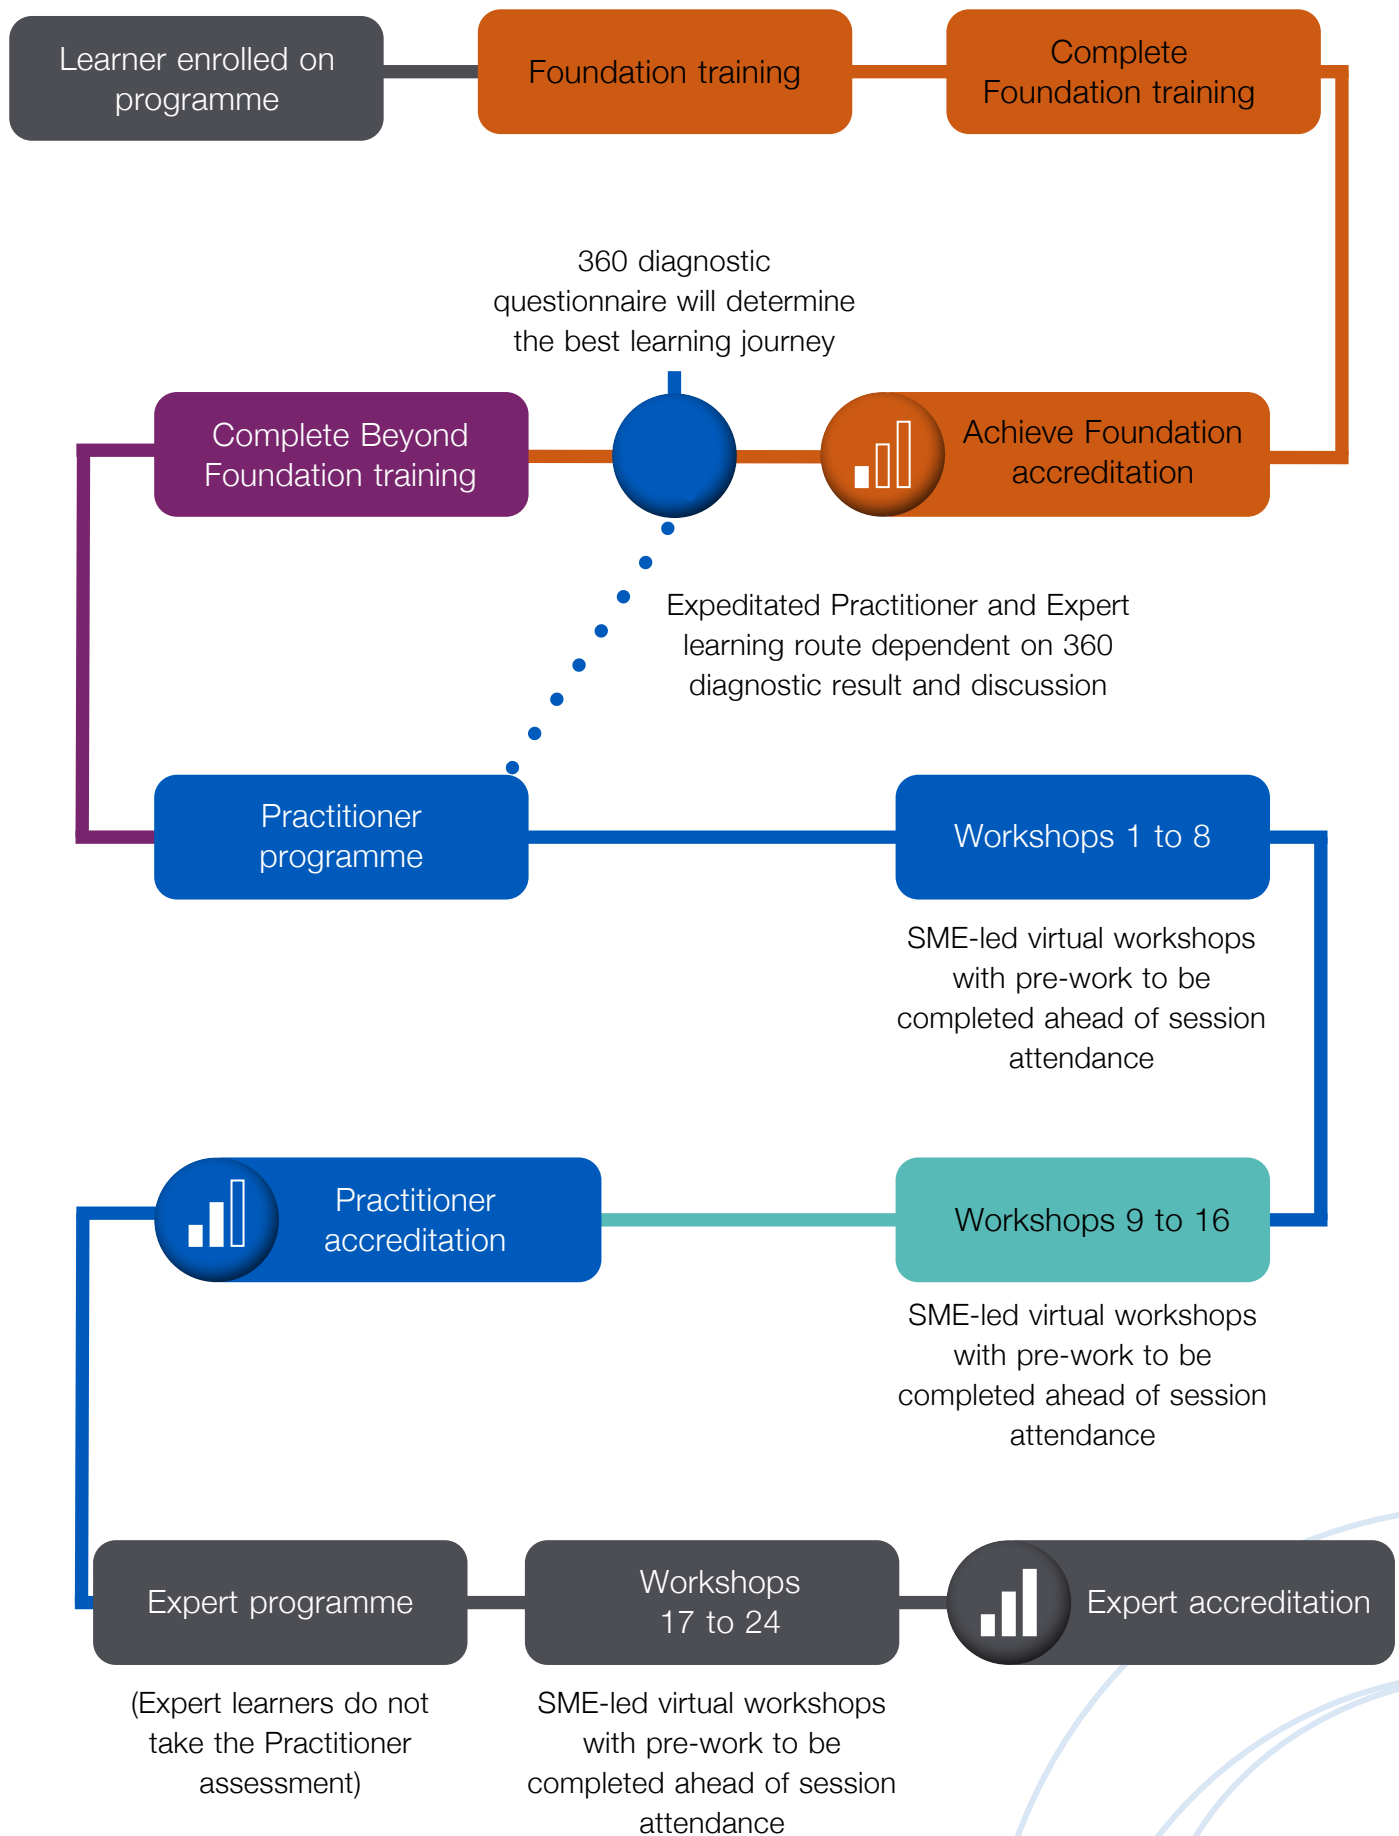 Learner enrolled on
programme
Foundation training
Complete
Foundation training
360 diagnostic
questionnaire will determine
the best learning journey
Complete Beyond
Foundation training
Achieve Foundation
accreditation
Expeditated Practitioner and Expert
learning route dependent on 360
diagnostic result and discussion
Practitioner
programme
Workshops 1 to 8
SME-led virtual workshops
with pre-work to be
completed ahead of session
attendance
Practitioner
accreditation
Workshops 9 to 16
SME-led virtual workshops
with pre-work to be
completed ahead of session
attendance
Expert programme
(Expert learners do not
take the Practitioner
assessment)
Workshops
17 to 24
SME-led virtual workshops
with pre-work to be
completed ahead of session
attendance
Expert accreditation